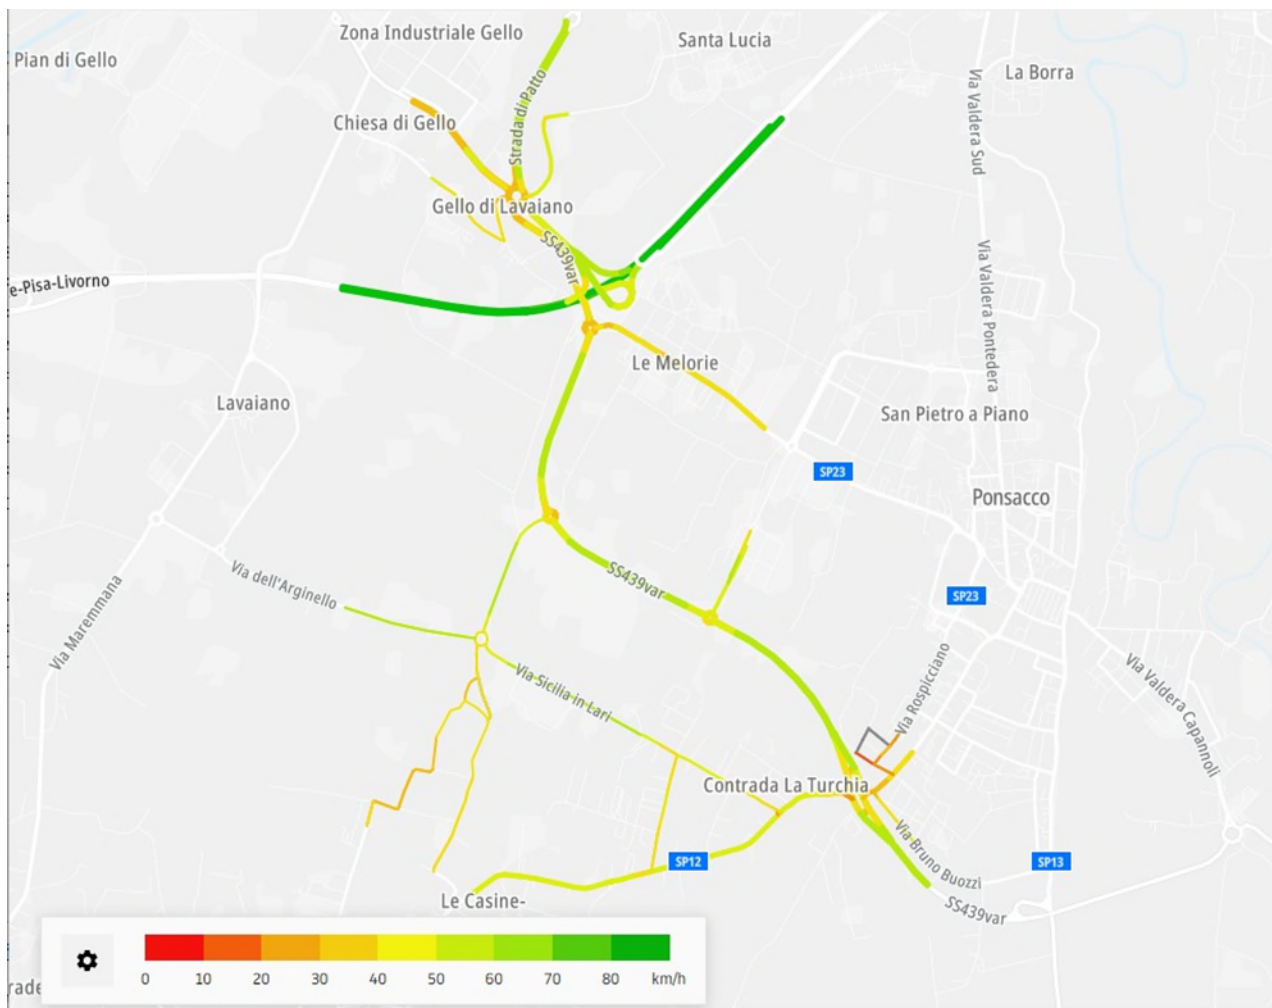 Zona Industriale Gello
Santa Lucia
Pian di Gello
La Borra
Strada di Patto
Via Valdera Sud
Chiesa di Gello
Gello di Lavaiano
SS439var
e-Pisa-Livorno
Via Valdera Pontedera
Le Melorie
Lavaiano
San Pietro a Piano
SP23
Ponsacco
SS439var
Via dell'Arginello
SP23
Via Maremmana
Via Rospicciano
Via Sicilia in Lari
Via Valdera Capannoli
Contrada La Turchia
Via Bruno Buozzi
SP12
SP13
Le Casine-
SS439var
0 10 20 30 40 50 60 70 80 km/h
rade